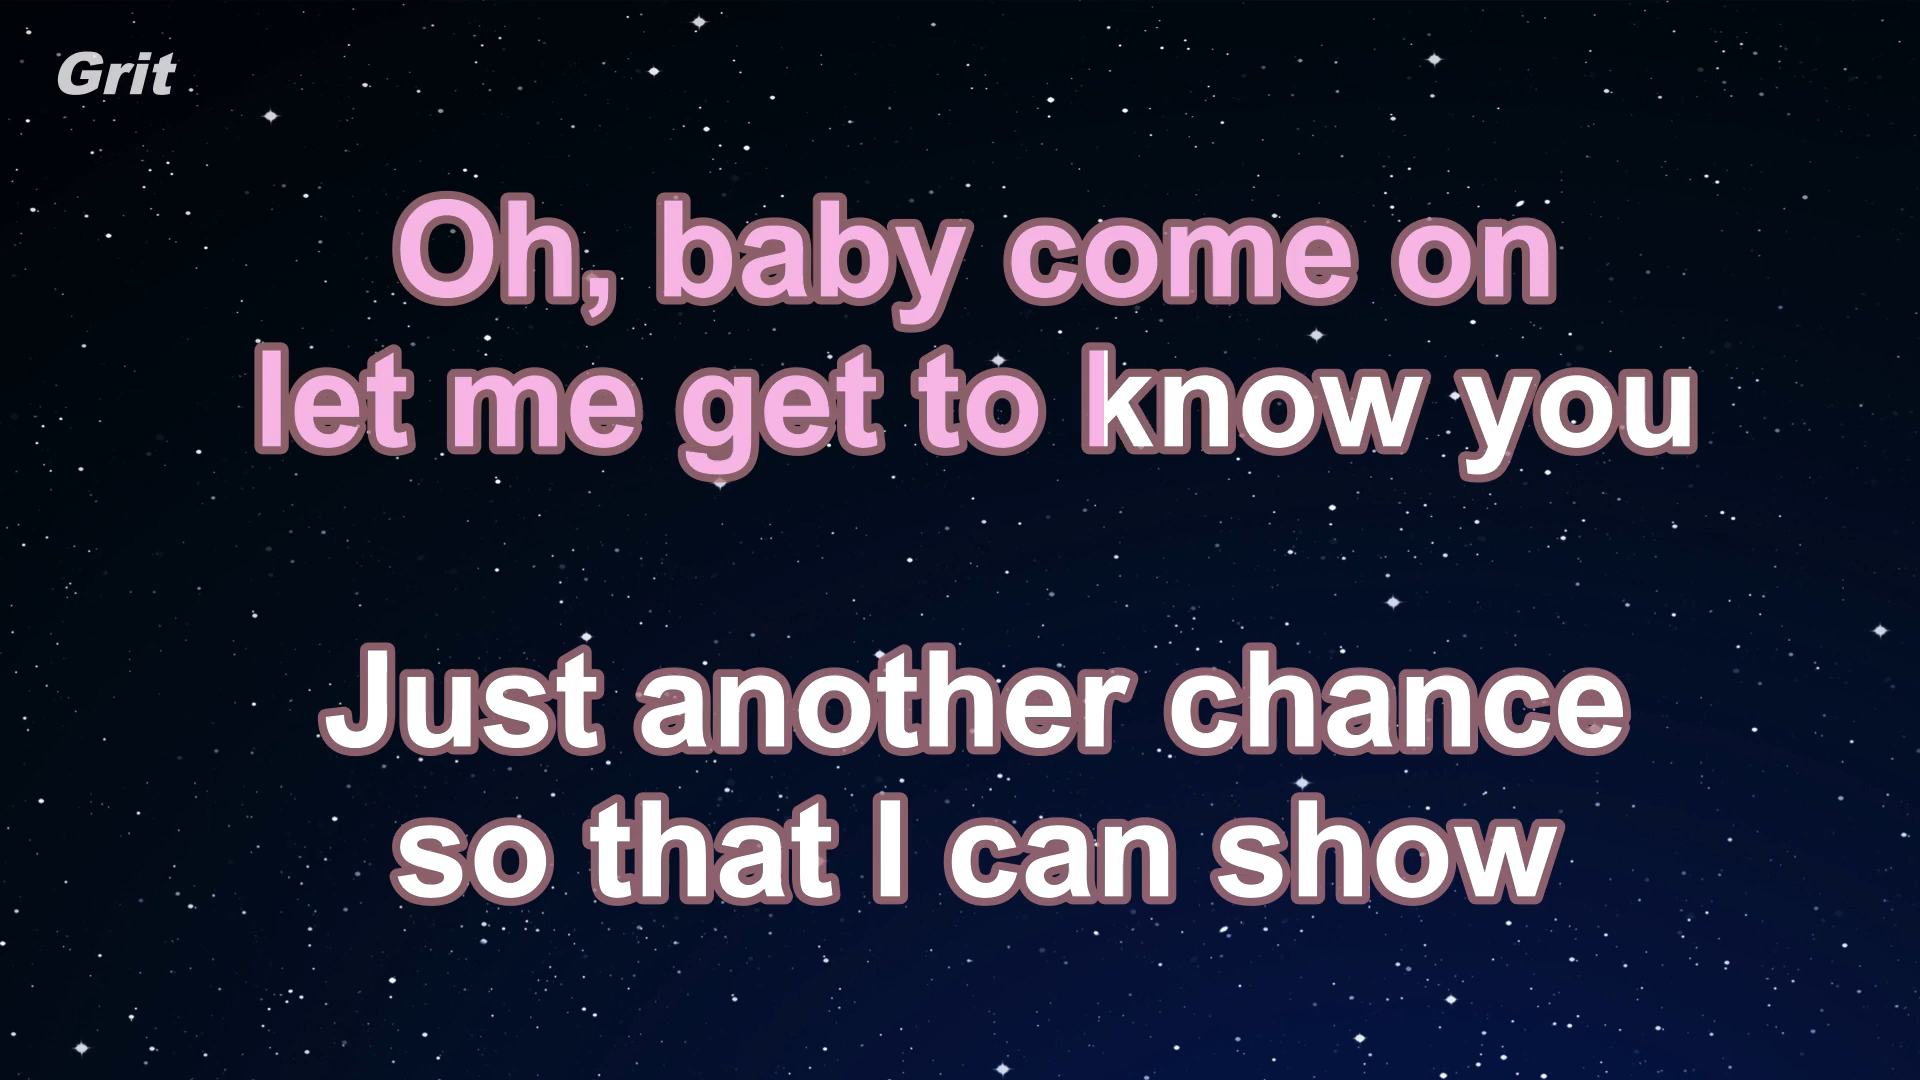 Grit
Oh, baby come on
let me get to know you
Just another chance
so that I can show